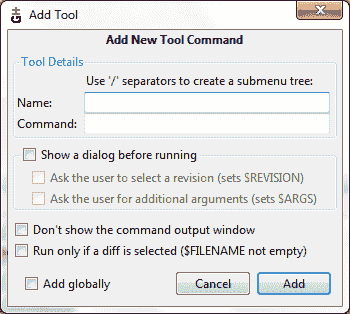 Add Tool
Add New Tool Command
Tool Details
Use '/' separators to create a submenu tree:
Name:
Command:
Show a dialog before running
Ask the user to select a revision (sets $REVISION)
Ask the user for additional arguments (sets $ARGS)
Don't show the command output window
Run only if a diff is selected ($FILENAME not empty)
Add globally Cancel Add